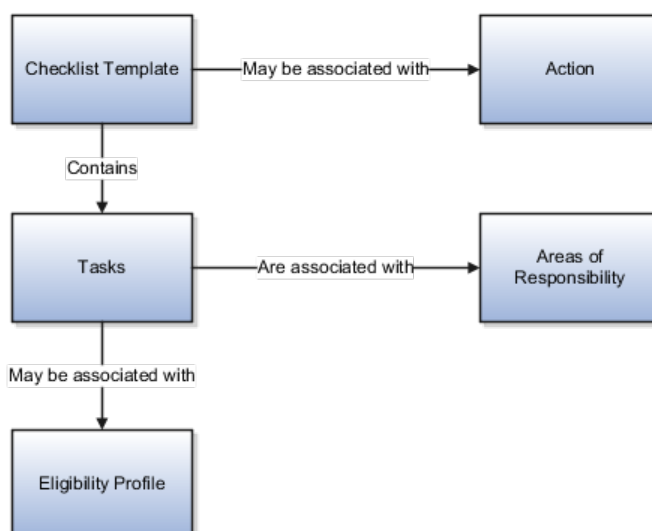 Checklist Template
May be associated with
Action
Contains
Tasks
Are associated with
Areas of
Responsibility
May be associated with
Eligibility Profile